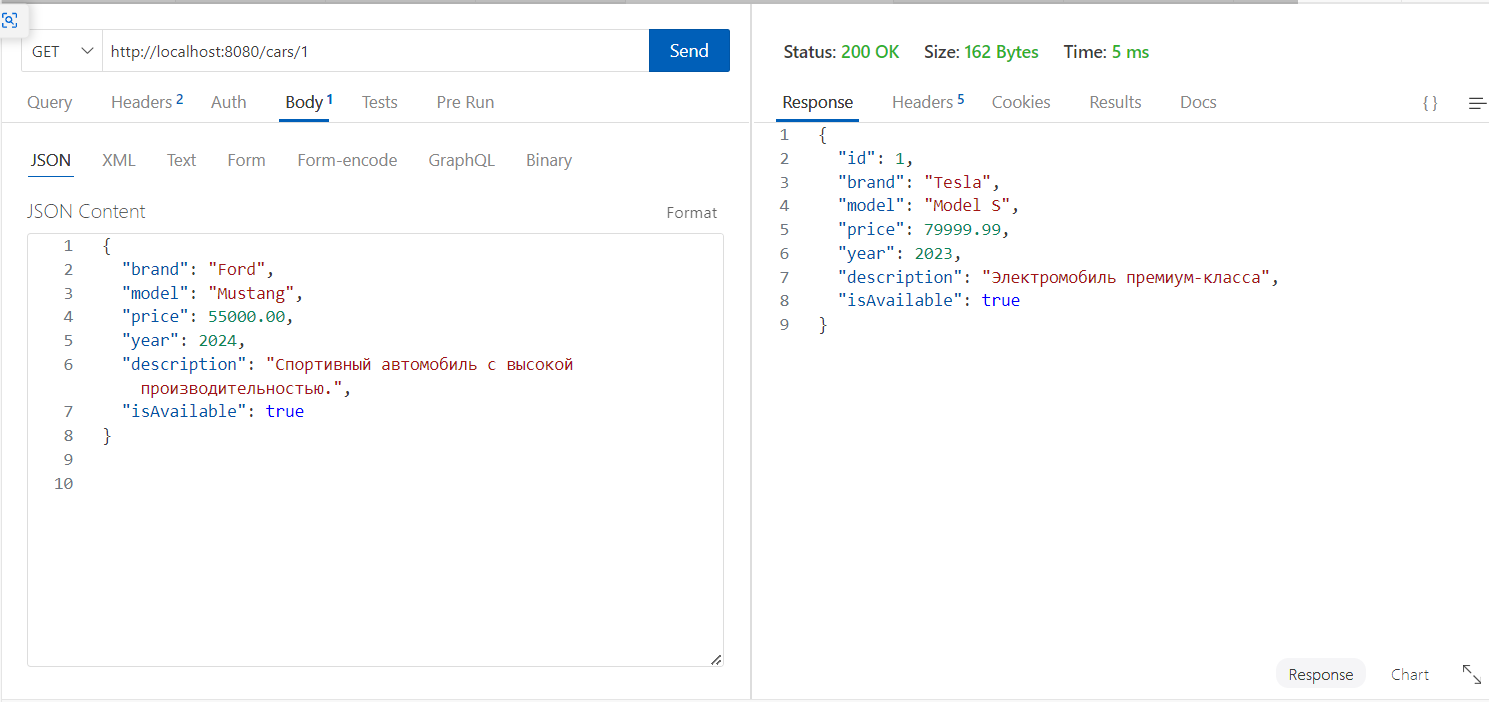 GET http://localhost:8080/cars/1 Send
Query Headers 2 Auth Body 1 Tests Pre Run
JSON XML Text Form Form-encode GraphQL Binary
JSON Content Format
1 {
2 "brand": "Ford",
3 "model": "Mustang",
4 "price": 55000.00,
5 "year": 2024,
6 "description": "Спортивный автомобиль с высокой
производительностью.",
7 "isAvailable": true
8 }
9
10
Status: 200 OK Size: 162 Bytes Time: 5 ms
Response Headers 5 Cookies Results Docs { }
1 {
2 "id": 1,
3 "brand": "Tesla",
4 "model": "Model S",
5 "price": 79999.99,
6 "year": 2023,
7 "description": "Электромобиль премиум-класса",
8 "isAvailable": true
9 }
Response Chart